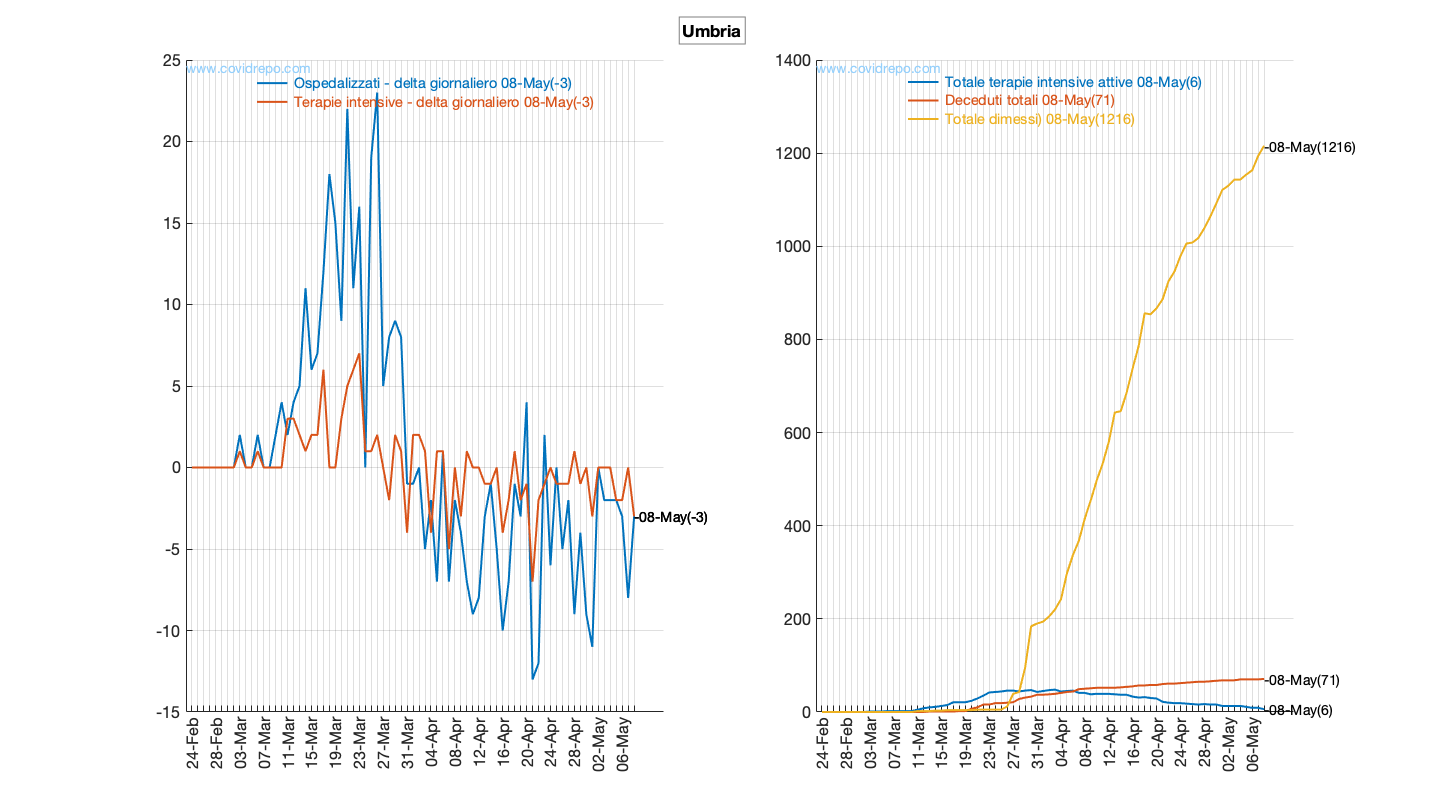 Umbria
www.covidrepo.com
Ospedalizzati - delta giornaliero 08-May(-3)
Terapie intensive - delta giornaliero 08-May(-3)
25
20
15
10
5
0
-5
-10
-15
08-May(-3)
24-Feb
28-Feb
03-Mar
07-Mar
11-Mar
15-Mar
19-Mar
23-Mar
27-Mar
31-Mar
04-Apr
08-Apr
12-Apr
16-Apr
20-Apr
24-Apr
28-Apr
02-May
06-May
www.covidrepo.com
Totale terapie intensive attive 08-May(6)
Deceduti totali 08-May(71)
Totale dimessi) 08-May(1216)
1400
1200
1000
800
600
400
200
0
08-May(1216)
08-May(71)
08-May(6)
24-Feb
28-Feb
03-Mar
07-Mar
11-Mar
15-Mar
19-Mar
23-Mar
27-Mar
31-Mar
04-Apr
08-Apr
12-Apr
16-Apr
20-Apr
24-Apr
28-Apr
02-May
06-May